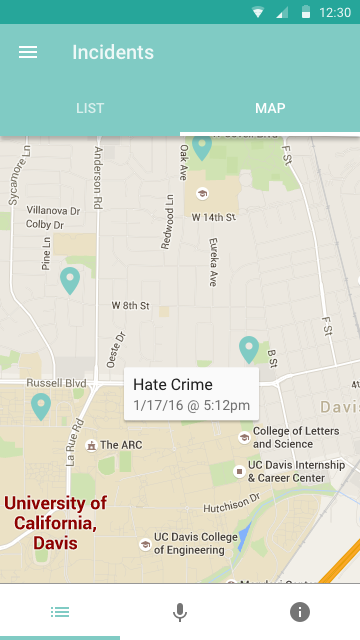 12:30
Incidents
LIST
MAP
Sycamore Ln
Anderson Rd
Oak Ave
F St
Villanova Dr
Colby Dr
Pine Ln
Redwood Ln
W 14th St
Eureka Ave
W 8th St
F St
Oeste Dr
B St
Russell Blvd
Hate Crime
1/17/16 @ 5:12pm
Davis
La Rue Rd
The ARC
College of Letters
and Science
UC Davis Internship
& Career Center
University of
California,
Davis
Hutchison Dr
UC Davis College
of Engineering